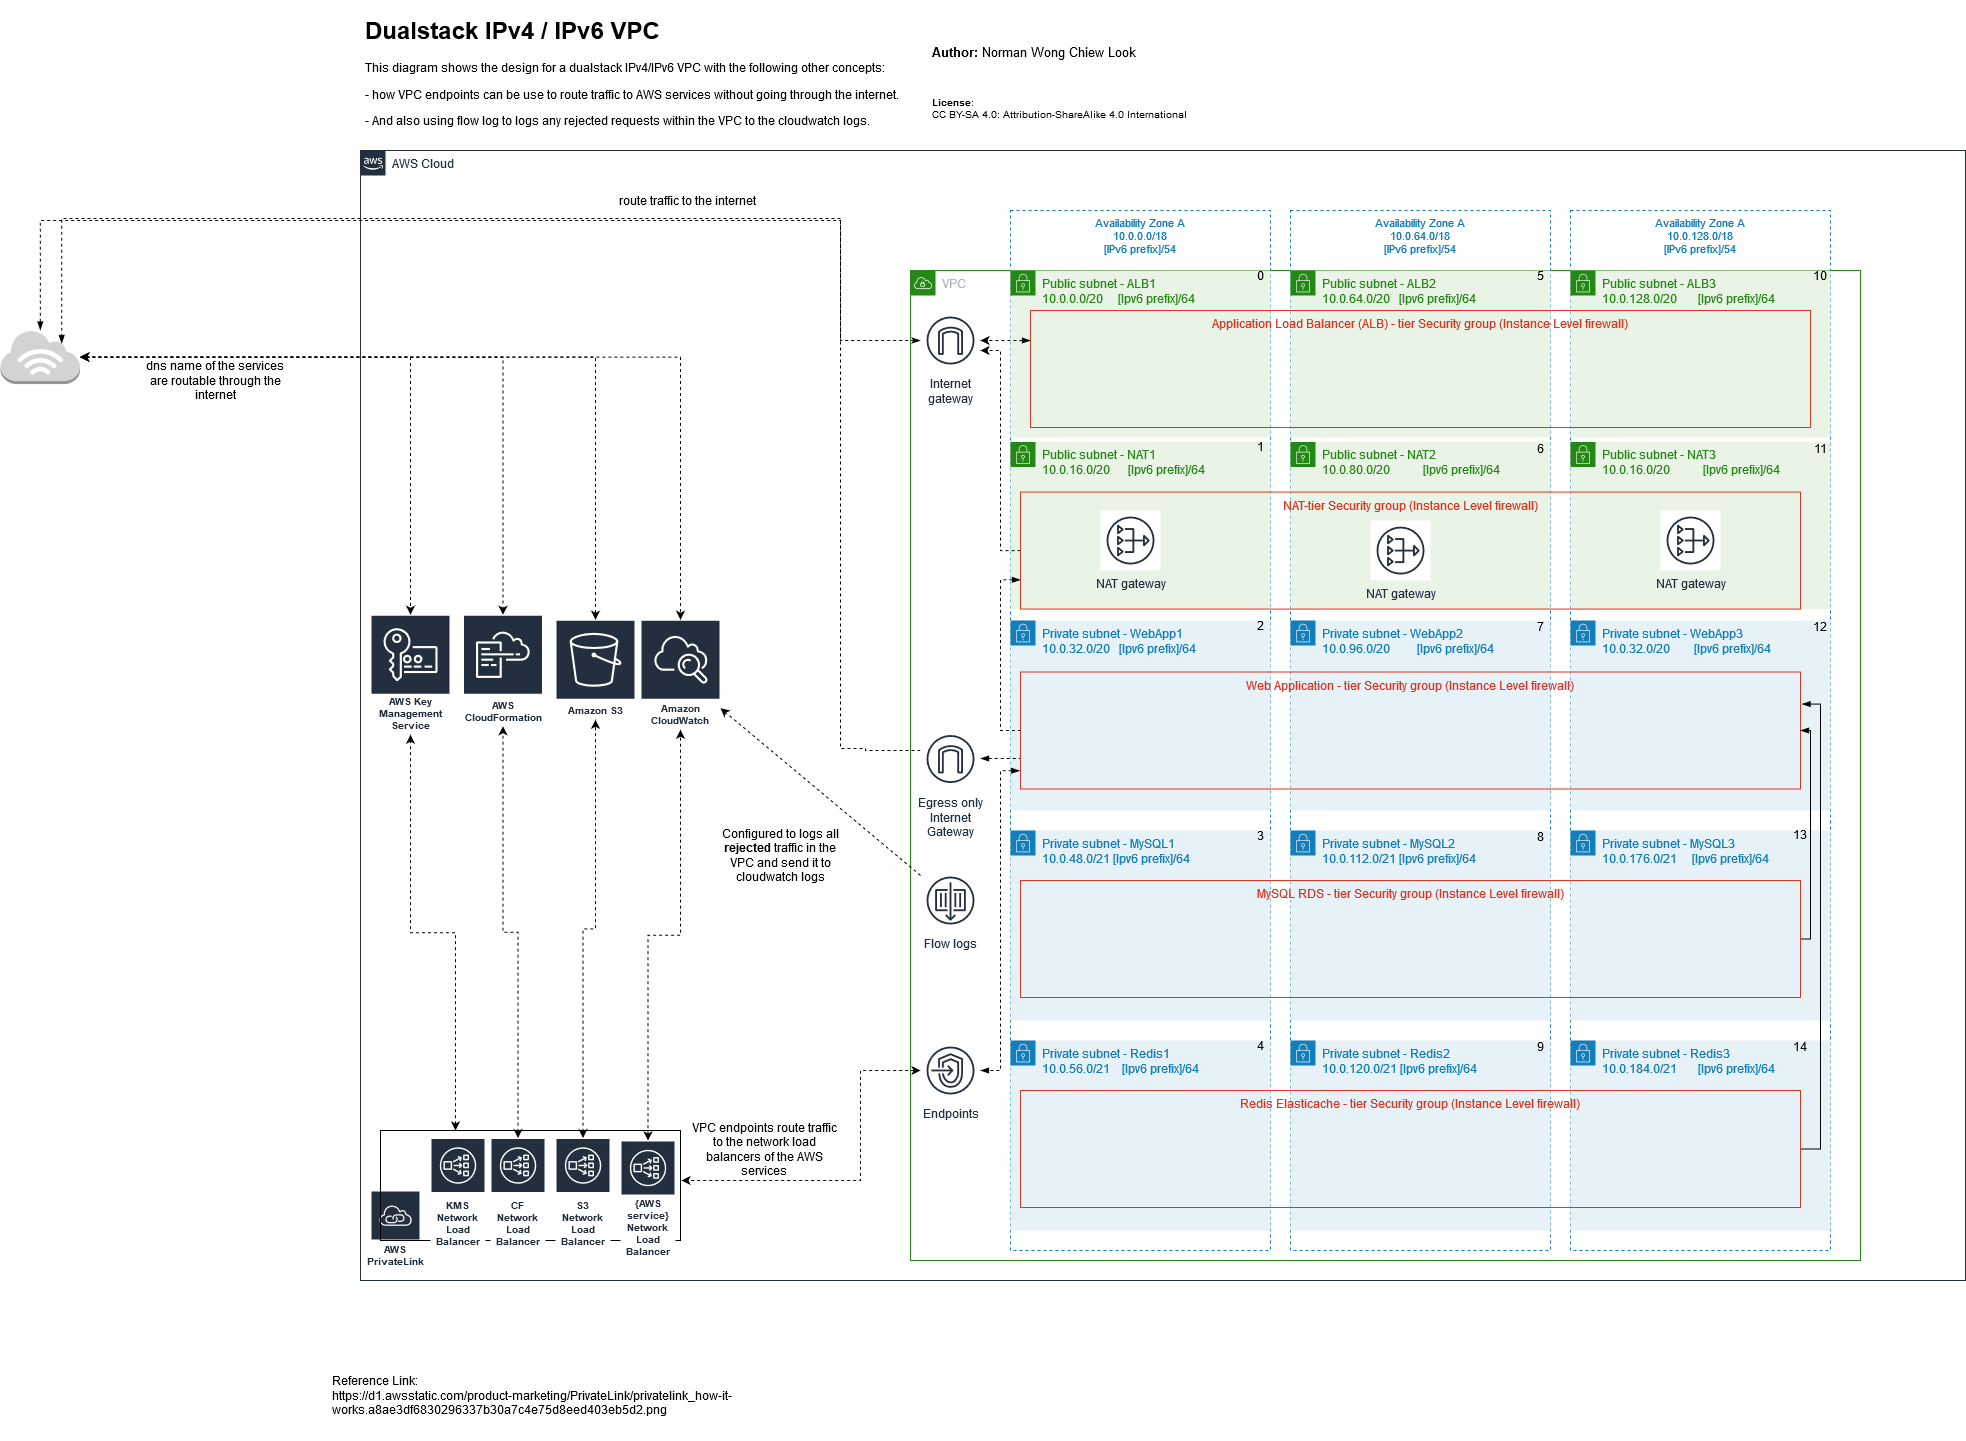 Dualstack IPv4 / IPv6 VPC
This diagram shows the design for a dualstack IPv4/IPv6 VPC with the following other concepts:
- how VPC endpoints can be use to route traffic to AWS services without going through the internet.
- And also using flow log to logs any rejected requests within the VPC to the cloudwatch logs.
Author: Norman Wong Chiew Look
License:
CC BY-SA 4.0: Attribution-ShareAlike 4.0 International
aws
AWS Cloud
route traffic to the internet
dns name of the services
are routable through the
internet
Availability Zone A
10.0.0.0/18
[IPv6 prefix]/54
Availability Zone A
10.0.64.0/18
[IPv6 prefix]/54
Availability Zone A
10.0.128.0/18
[IPv6 prefix]/54
VPC
Public subnet - ALB1
0
10.0.0.0/20 [Ipv6 prefix]/64
Public subnet - ALB2
5
10.0.64.0/20 [Ipv6 prefix]/64
Public subnet - ALB3
10
10.0.128.0/20 [Ipv6 prefix]/64
Application Load Balancer (ALB) - tier Security group (Instance Level firewall)
Internet
gateway
Public subnet - NAT1
1
10.0.16.0/20 [Ipv6 prefix]/64
Public subnet - NAT2
6
10.0.80.0/20 [Ipv6 prefix]/64
Public subnet - NAT3
11
10.0.16.0/20 [Ipv6 prefix]/64
NAT-tier Security group (Instance Level firewall)
NAT gateway
NAT gateway
NAT gateway
Private subnet - WebApp1
2
10.0.32.0/20 [Ipv6 prefix]/64
Private subnet - WebApp2
7
10.0.96.0/20 [Ipv6 prefix]/64
Private subnet - WebApp3
12
10.0.32.0/20 [Ipv6 prefix]/64
Web Application - tier Security group (Instance Level firewall)
AWS Key
Management
Service
AWS
CloudFormation
Amazon S3
Amazon
CloudWatch
Egress only
Internet
Gateway
Configured to logs all
rejected traffic in the
VPC and send it to
cloudwatch logs
Private subnet - MySQL1
3
10.0.48.0/21 [Ipv6 prefix]/64
Private subnet - MySQL2
8
10.0.112.0/21 [Ipv6 prefix]/64
Private subnet - MySQL3
13
10.0.176.0/21 [Ipv6 prefix]/64
MySQL RDS - tier Security group (Instance Level firewall)
Flow logs
Private subnet - Redis1
4
10.0.56.0/21 [Ipv6 prefix]/64
Private subnet - Redis2
9
10.0.120.0/21 [Ipv6 prefix]/64
Private subnet - Redis3
14
10.0.184.0/21 [Ipv6 prefix]/64
Redis Elasticache - tier Security group (Instance Level firewall)
Endpoints
VPC endpoints route traffic
to the network load
balancers of the AWS
services
KMS
Network
Load
Balancer
CF
Network
Load
Balancer
S3
Network
Load
Balancer
{AWS
service}
Network
Load
Balancer
AWS
PrivateLink
Reference Link:
https://d1.awsstatic.com/product-marketing/PrivateLink/privatelink_how-it-
works.a8ae3df6830296337b30a7c4e75d8eed403eb5d2.png